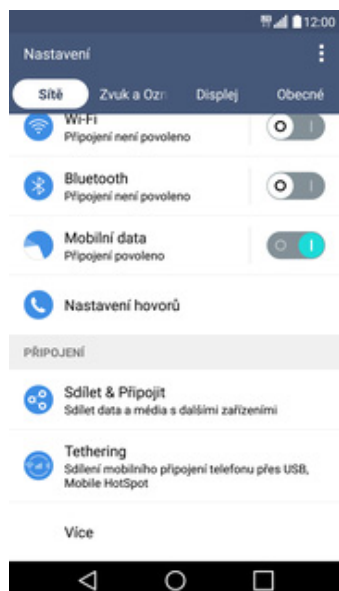 12:00
Nastavení
Sítě Zvuk a Ozn Displej Obecné
Wi-Fi
Připojení není povoleno
Bluetooth
Připojení není povoleno
Mobilní data
Připojení povoleno
Nastavení hovorů
PŘIPOJENÍ
Sdílet & Připojit
Sdílet data a média s dalšími zařízeními
Tethering
Sdílení mobilního připojení telefonu přes USB,
Mobile HotSpot
Více